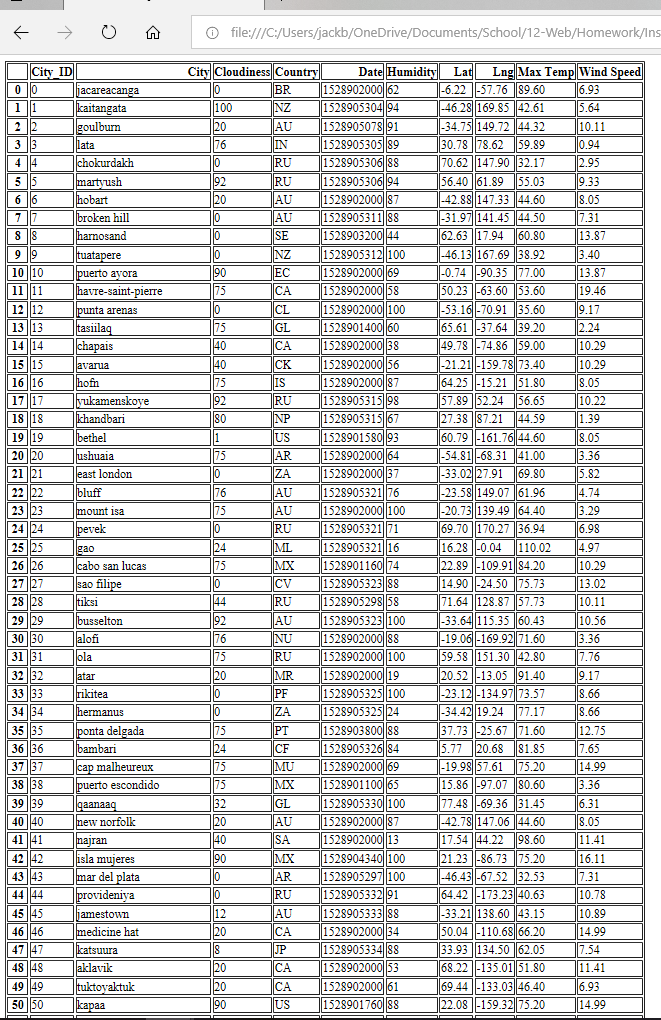 file:///C:/Users/jackb/OneDrive/Documents/School/12-Web/Homework/Ins
City_ID City Cloudiness Country Date Humidity Lat Lng Max Temp Wind Speed
0 0 jacareacanga 0 BR 1528902000 62 -6.22 -57.76 89.60 6.93
1 1 kaitangata 100 NZ 1528905304 94 -46.28 169.85 42.61 5.64
2 2 goulburn 20 AU 1528905078 91 -34.75 149.72 44.32 10.11
3 3 lata 76 IN 1528905305 89 30.78 78.62 59.89 0.94
4 4 chokurdakh 0 RU 1528905306 88 70.62 147.90 32.17 2.95
5 5 martyush 92 RU 1528905306 94 56.40 61.89 55.03 9.33
6 6 hobart 20 AU 1528902000 87 -42.88 147.33 44.60 8.05
7 7 broken hill 0 AU 1528905311 88 -31.97 141.45 44.50 7.31
8 8 harnosand 0 SE 1528903200 44 62.63 17.94 60.80 13.87
9 9 tuatapere 0 NZ 1528905312 100 -46.13 167.69 38.92 3.40
10 10 puerto ayora 90 EC 1528902000 69 -0.74 -90.35 77.00 13.87
11 11 havre-saint-pierre 75 CA 1528902000 58 50.23 -63.60 53.60 19.46
12 12 punta arenas 0 CL 1528902000 100 -53.16 -70.91 35.60 9.17
13 13 tasiilaq 75 GL 1528901400 60 65.61 -37.64 39.20 2.24
14 14 chapais 40 CA 1528902000 38 49.78 -74.86 59.00 10.29
15 15 avarua 40 CK 1528902000 56 -21.21 -159.78 73.40 10.29
16 16 hofn 75 IS 1528902000 87 64.25 -15.21 51.80 8.05
17 17 yukamenskoye 92 RU 1528905315 98 57.89 52.24 56.65 10.22
18 18 khandbari 80 NP 1528905315 67 27.38 87.21 44.59 1.39
19 19 bethel 1 US 1528901580 93 60.79 -161.76 44.60 8.05
20 20 ushuaia 75 AR 1528902000 64 -54.81 -68.31 41.00 3.36
21 21 east london 0 ZA 1528902000 37 -33.02 27.91 69.80 5.82
22 22 bluff 76 AU 1528905321 76 -23.58 149.07 61.96 4.74
23 23 mount isa 75 AU 1528902000 100 -20.73 139.49 64.40 3.29
24 24 pevek 0 RU 1528905321 71 69.70 170.27 36.94 6.98
25 25 gao 24 ML 1528905321 16 16.28 -0.04 110.02 4.97
26 26 cabo san lucas 75 MX 1528901160 74 22.89 -109.91 84.20 10.29
27 27 sao filipe 0 CV 1528905323 88 14.90 -24.50 75.73 13.02
28 28 tiksi 44 RU 1528905298 58 71.64 128.87 57.73 10.11
29 29 busselton 92 AU 1528905323 100 -33.64 115.35 60.43 10.56
30 30 alofi 76 NU 1528902000 88 -19.06 -169.92 71.60 3.36
31 31 ola 75 RU 1528902000 100 59.58 151.30 42.80 7.76
32 32 atar 20 MR 1528902000 19 20.52 -13.05 91.40 9.17
33 33 rikitea 0 PF 1528905325 100 -23.12 -134.97 73.57 8.66
34 34 hermanus 0 ZA 1528905325 24 -34.42 19.24 77.17 8.66
35 35 ponta delgada 75 PT 1528903800 88 37.73 -25.67 71.60 12.75
36 36 bambari 24 CF 1528905326 84 5.77 20.68 81.85 7.65
37 37 cap malheureux 75 MU 1528902000 69 -19.98 57.61 75.20 14.99
38 38 puerto escondido 75 MX 1528901100 65 15.86 -97.07 80.60 3.36
39 39 qaanaaq 32 GL 1528905330 100 77.48 -69.36 31.45 6.31
40 40 new norfolk 20 AU 1528902000 87 -42.78 147.06 44.60 8.05
41 41 najran 40 SA 1528902000 13 17.54 44.22 98.60 11.41
42 42 isla mujeres 90 MX 1528904340 100 21.23 -86.73 75.20 16.11
43 43 mar del plata 0 AR 1528905297 100 -46.43 -67.52 32.53 7.31
44 44 provideniya 0 RU 1528905332 91 64.42 -173.23 40.63 10.78
45 45 jamestown 12 AU 1528905333 88 -33.21 138.60 43.15 10.89
46 46 medicine hat 20 CA 1528902000 34 50.04 -110.68 66.20 14.99
47 47 katsuura 8 JP 1528905334 88 33.93 134.50 62.05 7.54
48 48 aklavik 20 CA 1528902000 53 68.22 -135.01 51.80 11.41
49 49 tuktoyaktuk 20 CA 1528902000 61 69.44 -133.03 46.40 6.93
50 50 kapaa 90 US 1528901760 88 22.08 -159.32 75.20 14.99